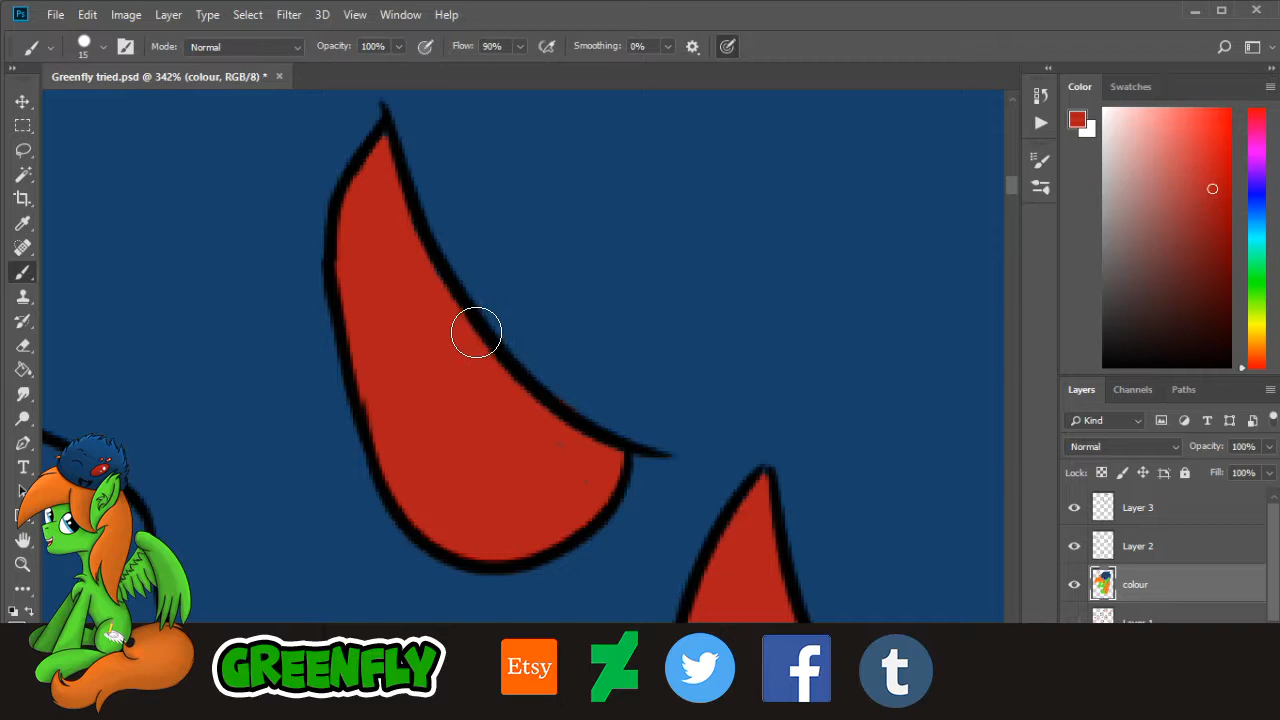 Ps File Edit Image Layer Type Select Filter 3D View Window Help
15 Mode: Normal Opacity: 100% Flow: 90% Smoothing: 0%
Greenfly tried.psd @ 342% (colour, RGB/8) * ×
Color Swatches
Layers Channels Paths
Kind
Normal Opacity: 100%
Lock: Fill: 100%
Layer 3
Layer 2
colour
GREENFLY Etsy f t